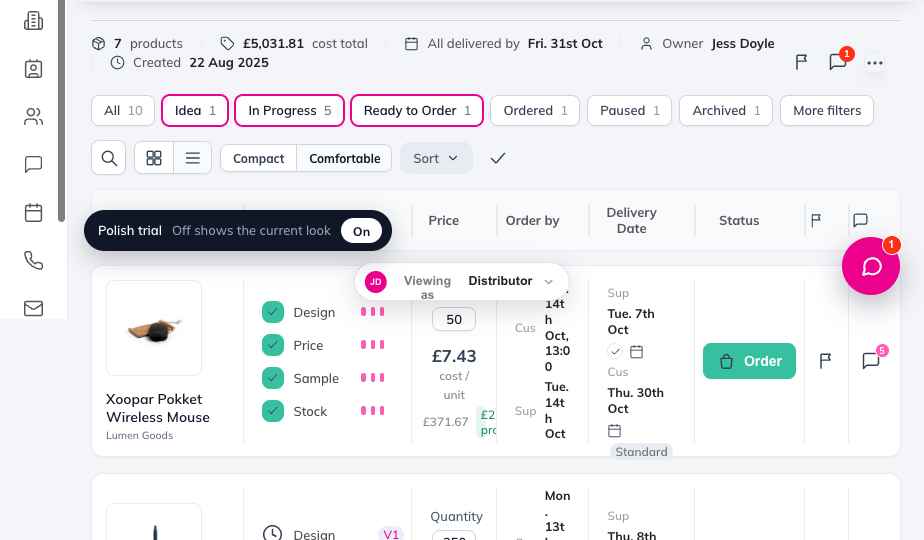 7 products £5,031.81 cost total All delivered by Fri. 31st Oct Owner Jess Doyle
Created 22 Aug 2025
1
All 10 Idea 1 In Progress 5 Ready to Order 1 Ordered 1 Paused 1 Archived 1 More filters
Compact Comfortable Sort
Price Order by Delivery Date Status
Polish trial Off shows the current look On
1
JD Viewing as Distributor
Xoopar Pokket
Wireless Mouse
Lumen Goods
Design
Price
Sample
Stock
50
£7.43
cost /
unit
£371.67
Cus
14t
h
Oct,
13:0
0
Sup
Tue.
14t
h
Oct
Sup
Tue. 7th
Oct
Cus
Thu. 30th
Oct
Standard
Order
5
Design V1
Quantity
Mon
.
13t
Sup
Thu. 8th